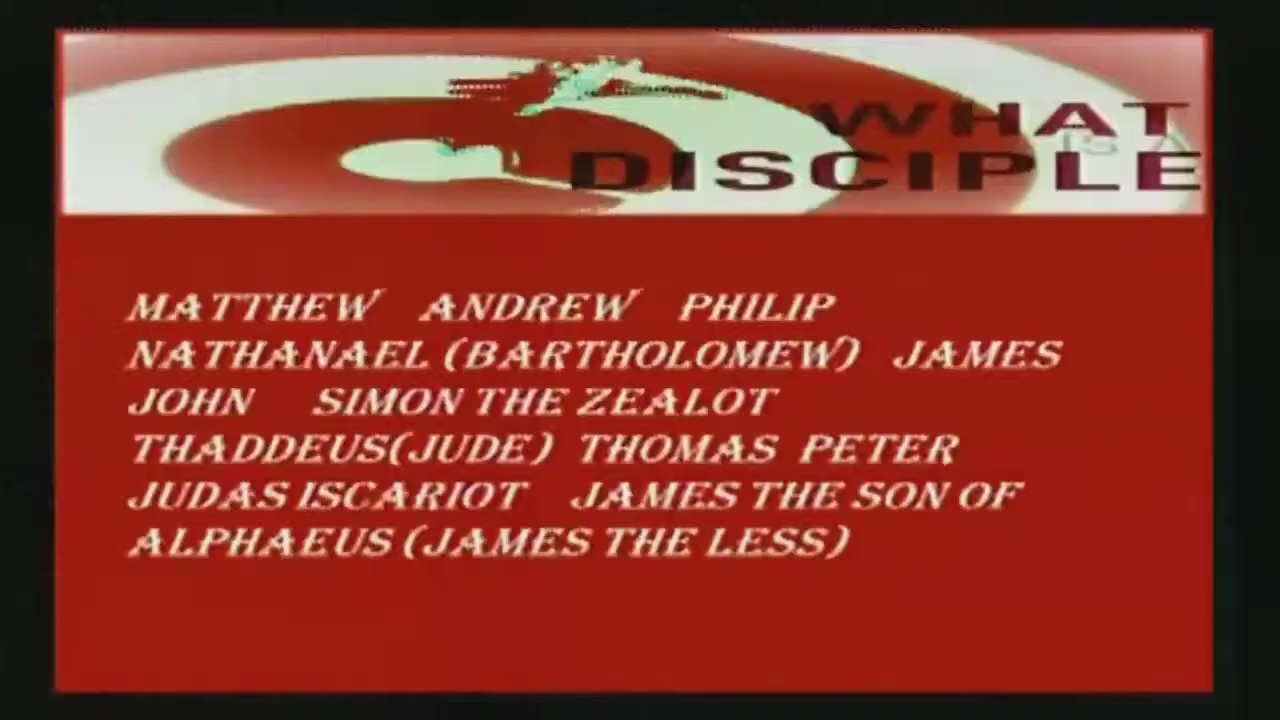 WHAT
IS A
DISCIPLE
MATTHEW ANDREW PHILIP
NATHANAEL (BARTHOLOMEW) JAMES
JOHN SIMON THE ZEALOT
THADDEUS(JUDE) THOMAS PETER
JUDAS ISCARIOT JAMES THE SON OF
ALPHAEUS (JAMES THE LESS)